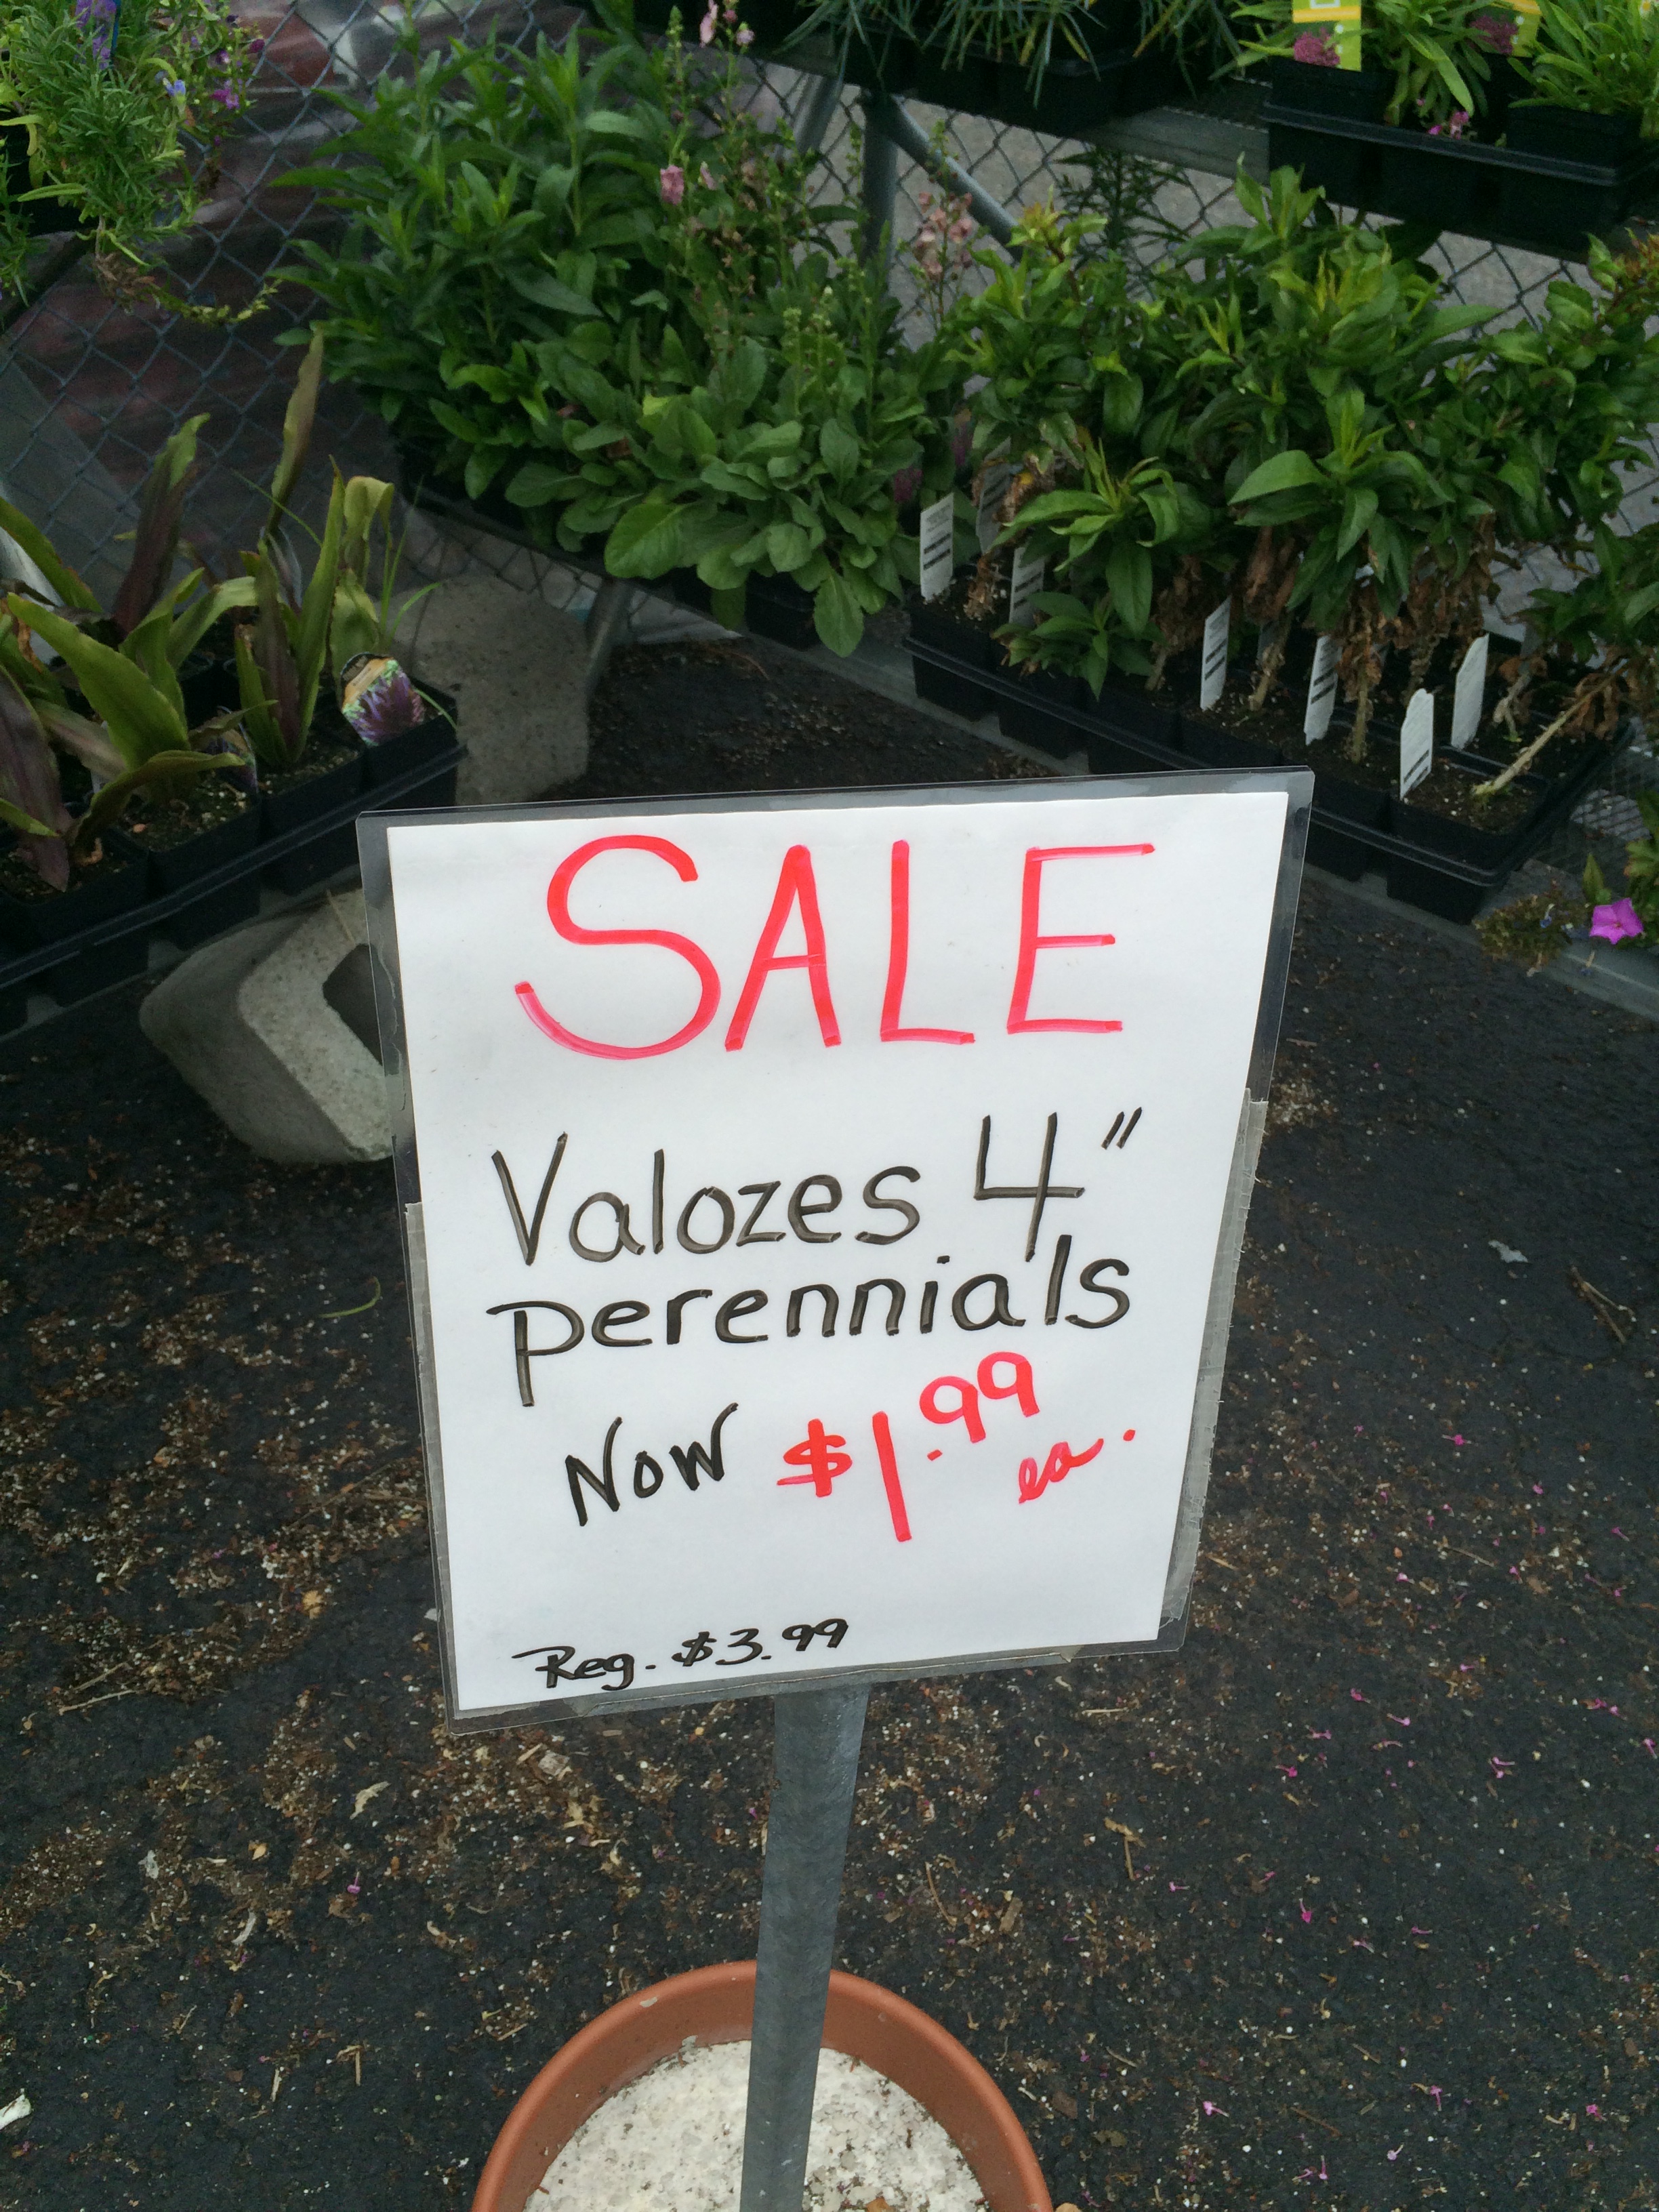 SALE
Valozes 4"
perennials
Now $1.99 ea.
Reg. $3.99